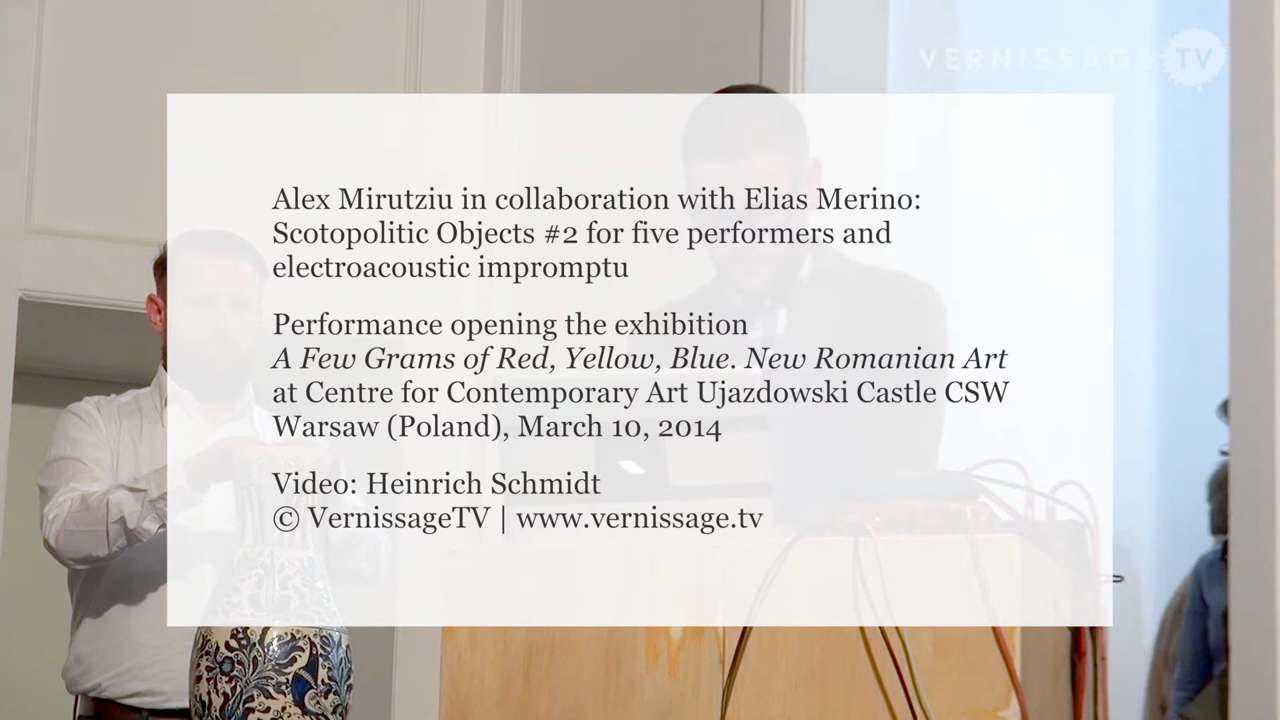 VERNISSAGE TV
Alex Mirutziu in collaboration with Elias Merino:
Scotopolitic Objects #2 for five performers and
electroacoustic impromptu
Performance opening the exhibition
A Few Grams of Red, Yellow, Blue. New Romanian Art
at Centre for Contemporary Art Ujazdowski Castle CSW
Warsaw (Poland), March 10, 2014
Video: Heinrich Schmidt
© VernissageTV | www.vernissage.tv